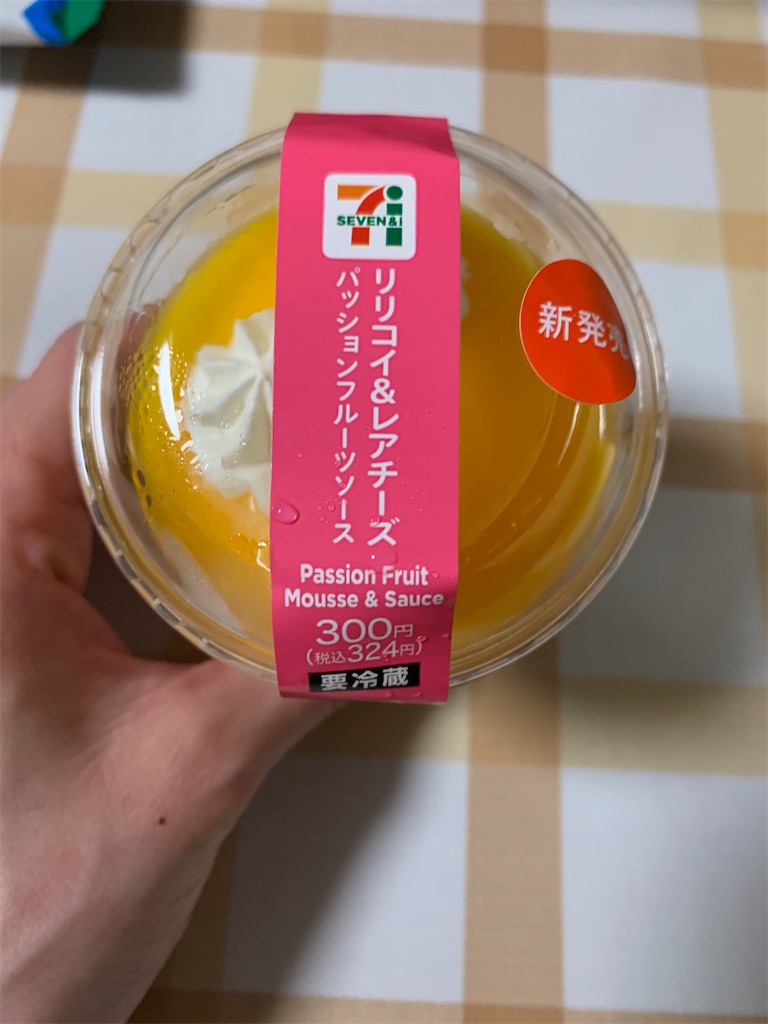 SEVEN&i
リリコイ&レアチーズ
パッションフルーツソース
Passion Fruit
Mousse & Sauce
300円
(税込324円)
要冷蔵
新発売